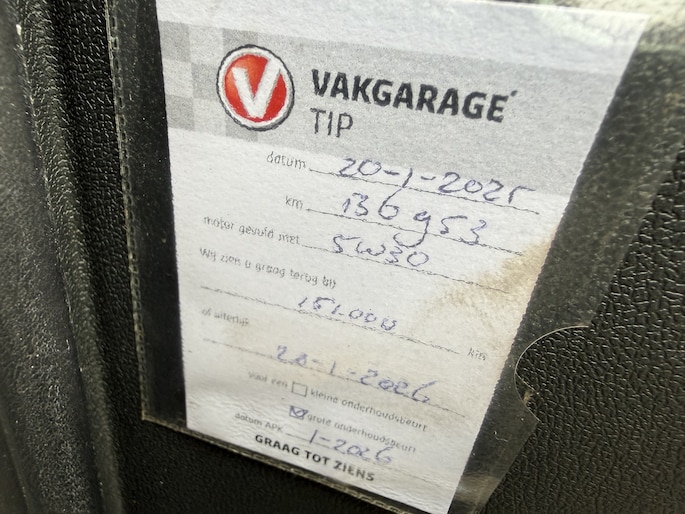 V VAKGARAGE
TIP
datum 20-1-2025
km 136953
motor gevuld met 5W30
Wij zien u graag terug bij
151.000 km
of uiterlijk
20-1-2026
voor een kleine onderhoudsbeurt
grote onderhoudsbeurt
datum APK 1-2026
GRAAG TOT ZIENS